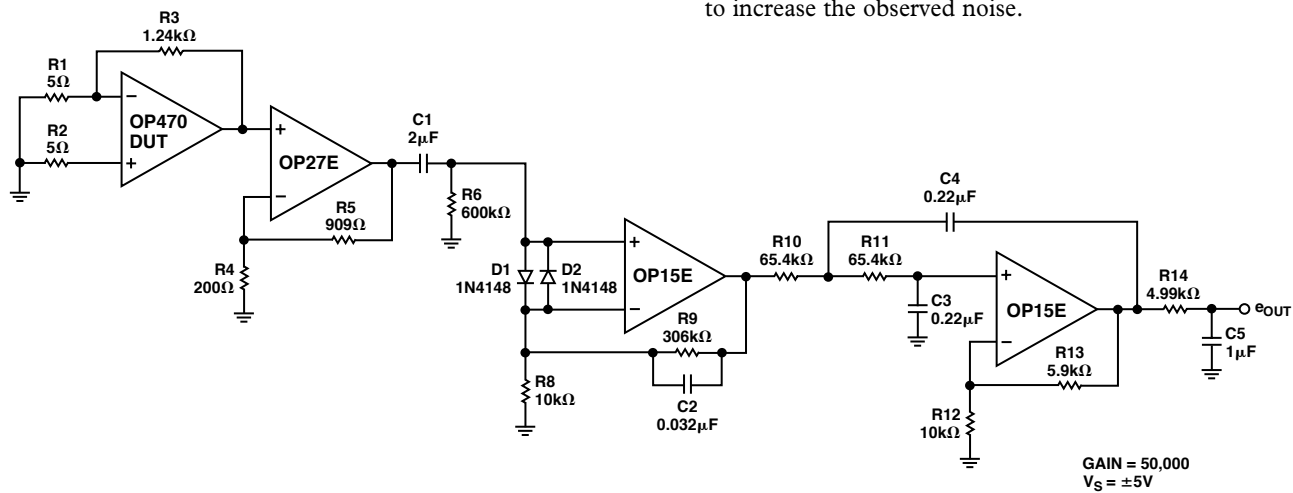 to increase the observed noise.
R3
1.24kΩ
R1
5Ω
R2
5Ω
−
+
OP470
DUT
+
−
OP27E
R5
909Ω
R4
200Ω
C1
2μF
R6
600kΩ
D1
1N4148
D2
1N4148
+
−
OP15E
R9
306kΩ
C2
0.032μF
R8
10kΩ
R10
65.4kΩ
R11
65.4kΩ
C4
0.22μF
C3
0.22μF
+
−
OP15E
R13
5.9kΩ
R12
10kΩ
R14
4.99kΩ
eOUT
C5
1μF
GAIN = 50,000
VS = ±5V